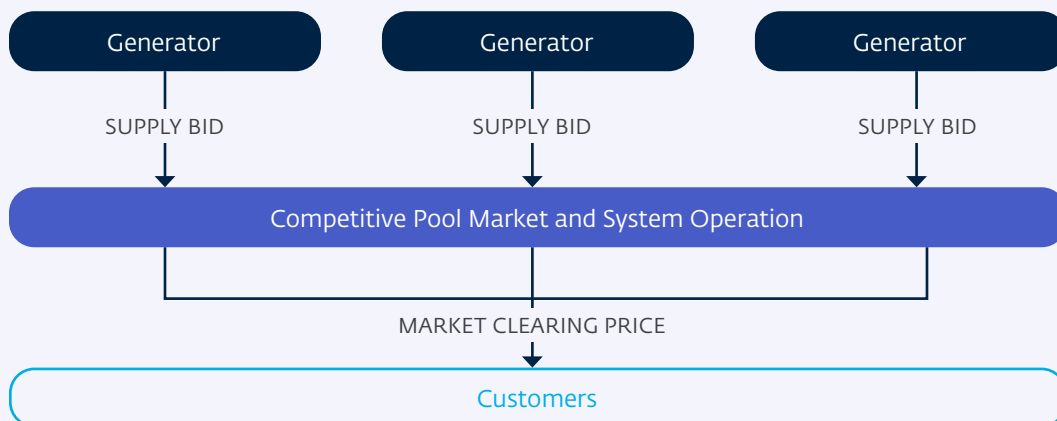 Generator
Generator
Generator
SUPPLY BID
SUPPLY BID
SUPPLY BID
Competitive Pool Market and System Operation
MARKET CLEARING PRICE
Customers